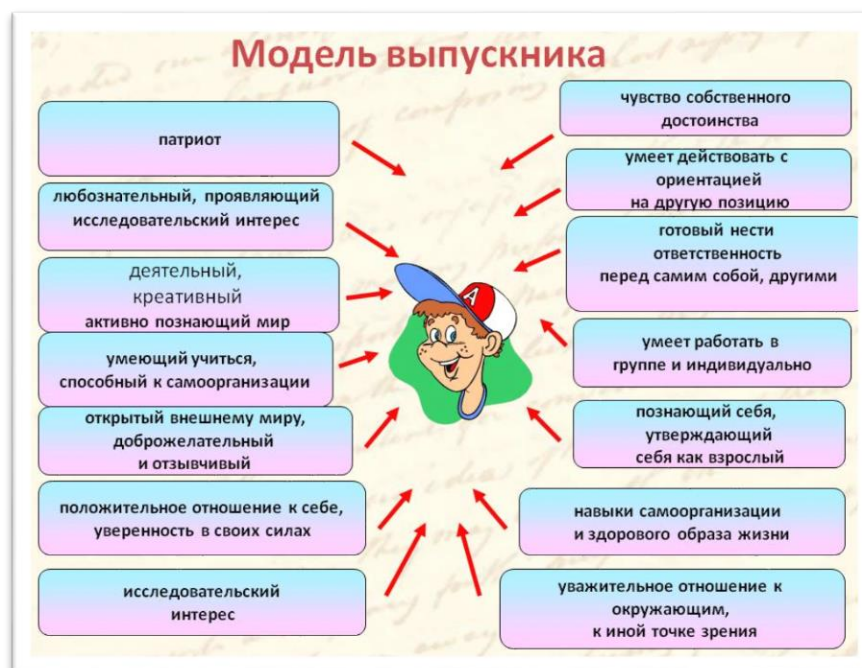 Модель выпускника
патриот
любознательный, проявляющий
исследовательский интерес
деятельный,
креативный
активно познающий мир
умеющий учиться,
способный к самоорганизации
открытый внешнему миру,
доброжелательный
и отзывчивый
положительное отношение к себе,
уверенность в своих силах
исследовательский
интерес
чувство собственного
достоинства
умеет действовать с
ориентацией
на другую позицию
готовый нести
ответственность
перед самим собой, другими
умеет работать в
группе и индивидуально
познающий себя,
утверждающий
себя как взрослый
навыки самоорганизации
и здорового образа жизни
уважительное отношение к
окружающим,
к иной точке зрения
A